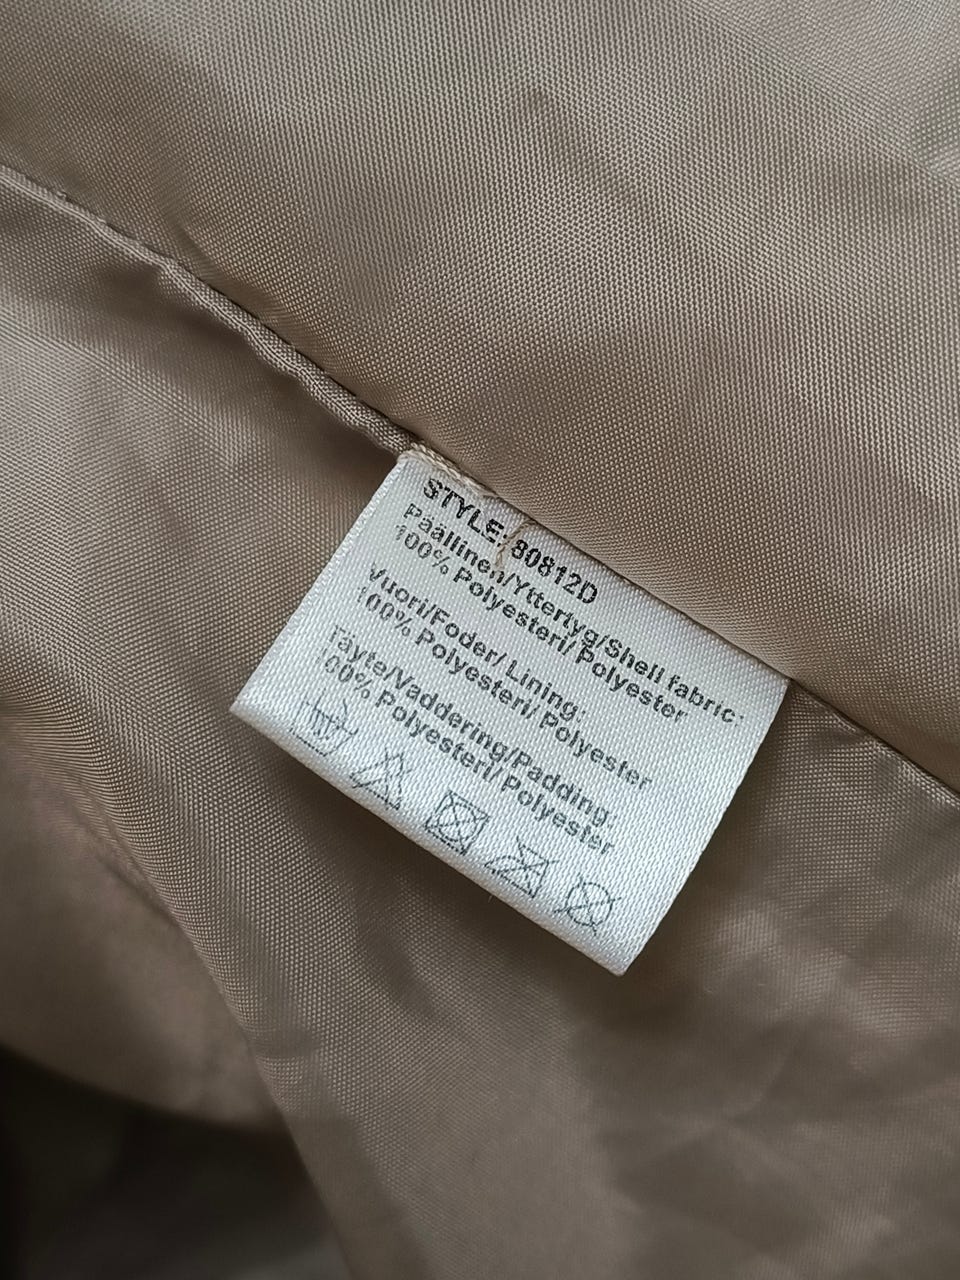 STYLE: 80812D
Päällinen/Yttertyg/Shell fabric:
100% Polyesteri/ Polyester
Vuori/Foder/ Lining:
100% Polyesteri/ Polyester
Täyte/Vaddering/Padding:
100% Polyesteri/ Polyester